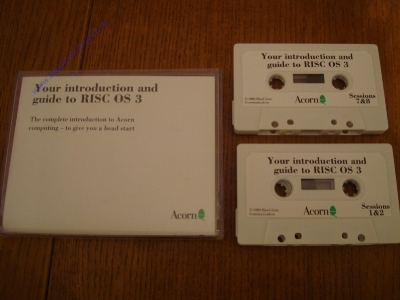 Your introduction and
guide to RISC OS 3
The complete introduction to Acorn
computing – to give you a head start
Acorn
Your introduction and
guide to RISC OS 3
Acorn
Sessions
7&8
Your introduction and
guide to RISC OS 3
Acorn
Sessions
1&2